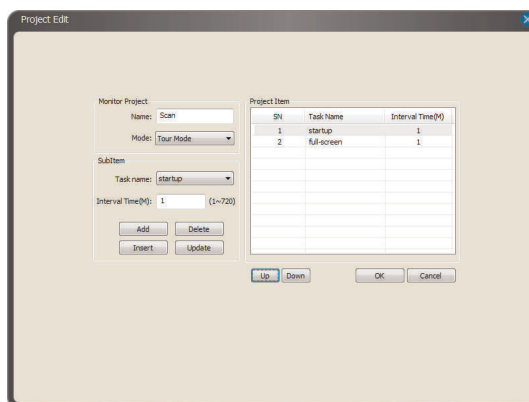 Project Edit
Monitor Project
Name: Scan
Mode: Tour Mode
SubItem
Task name: startup
Interval Time(M): 1 (1~720)
Add Delete
Insert Update
Project Item
SN Task Name Interval Time(M)
1 startup 1
2 full-screen 1
Up Down OK Cancel